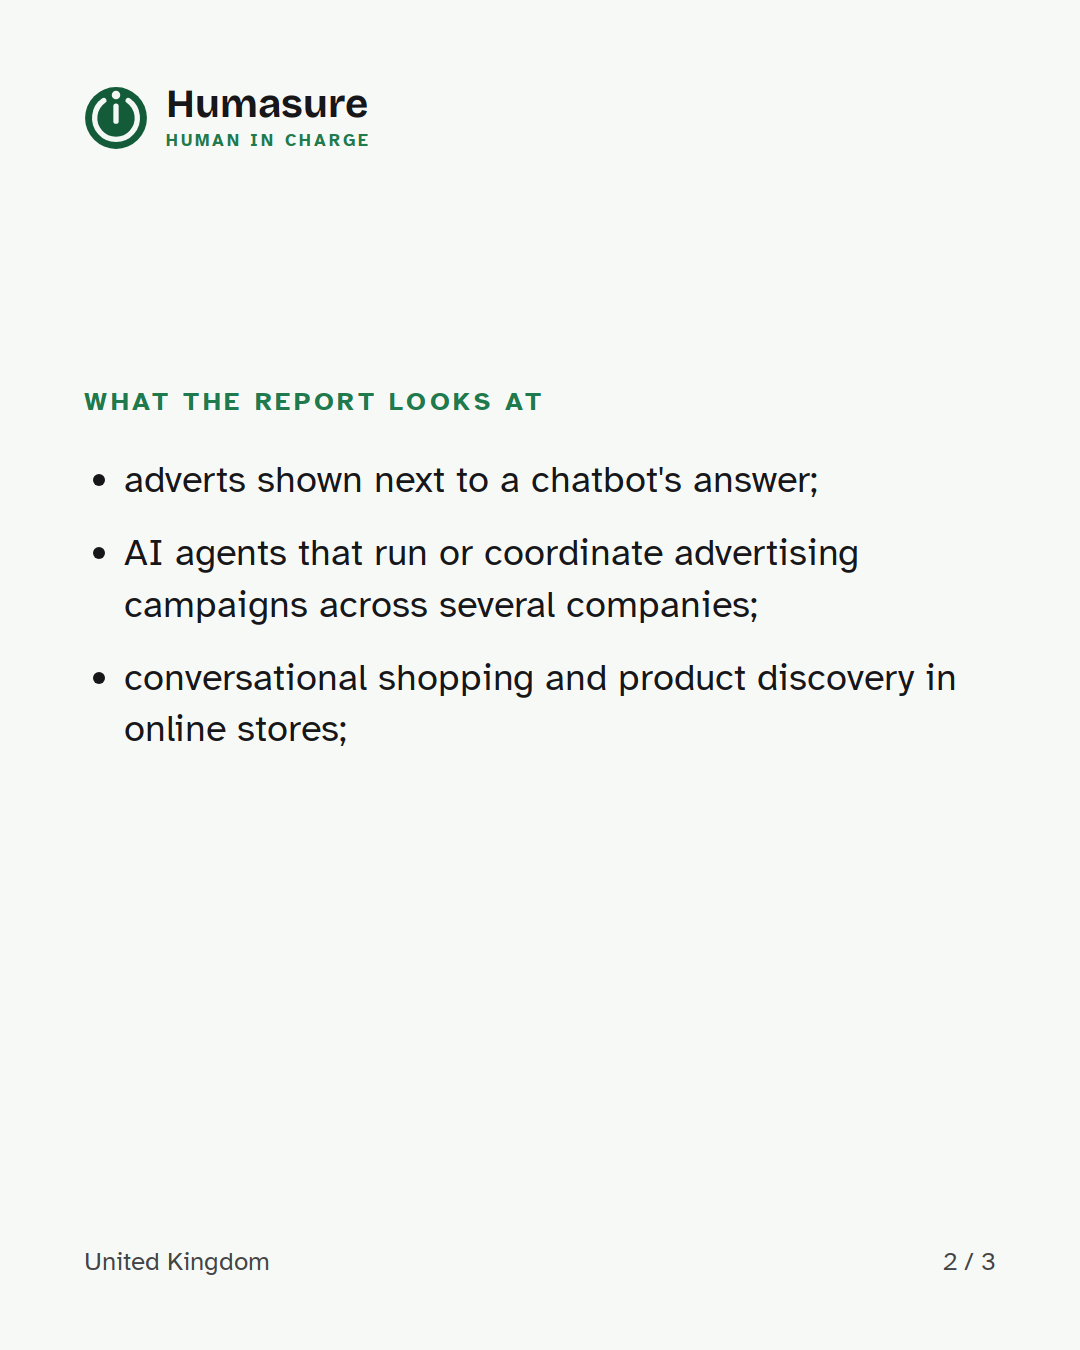 Humasure
HUMAN IN CHARGE
WHAT THE REPORT LOOKS AT
• adverts shown next to a chatbot's answer;
• AI agents that run or coordinate advertising
campaigns across several companies;
• conversational shopping and product discovery in
online stores;
United Kingdom
2 / 3